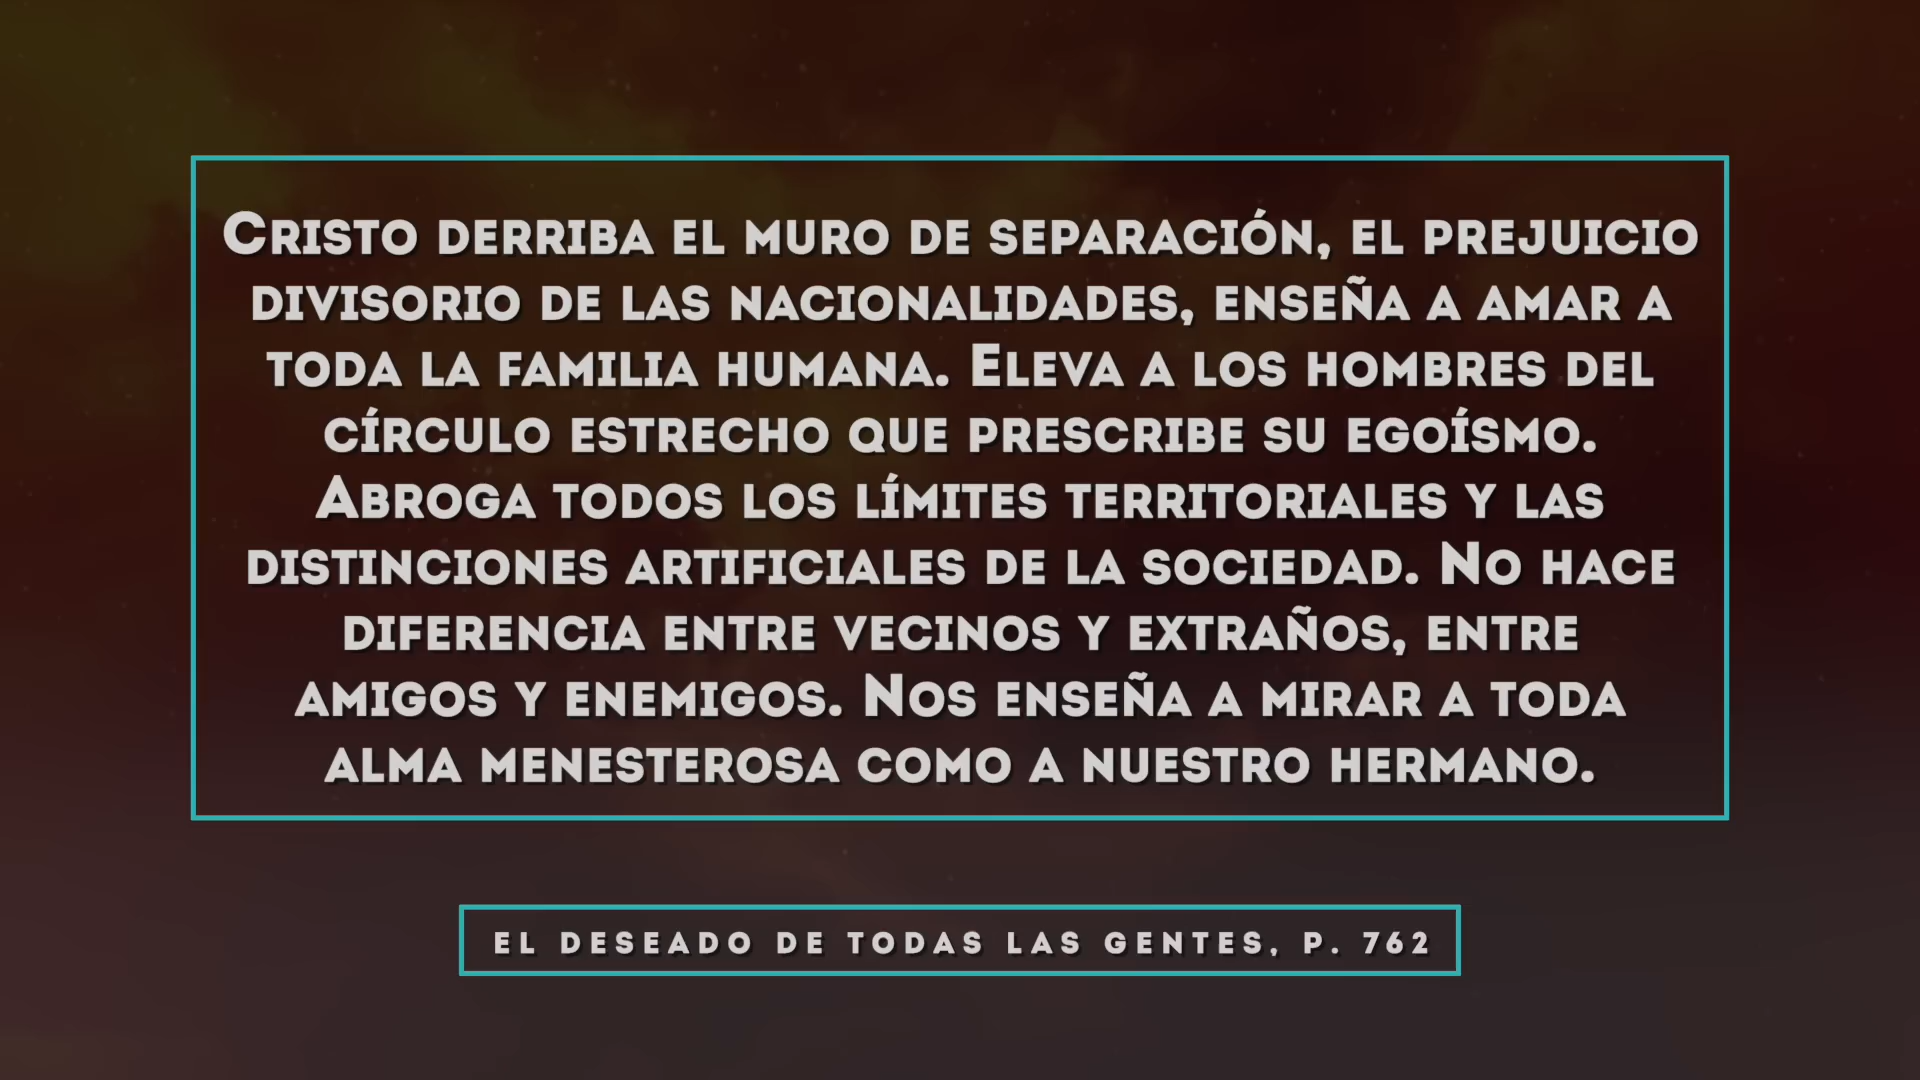 Cristo derriba el muro de separación, el prejuicio
divisorio de las nacionalidades, enseña a amar a
toda la familia humana. Eleva a los hombres del
círculo estrecho que prescribe su egoísmo.
Abroga todos los límites territoriales y las
distinciones artificiales de la sociedad. No hace
diferencia entre vecinos y extraños, entre
amigos y enemigos. Nos enseña a mirar a toda
alma menesterosa como a nuestro hermano.
EL DESEADO DE TODAS LAS GENTES, P. 762